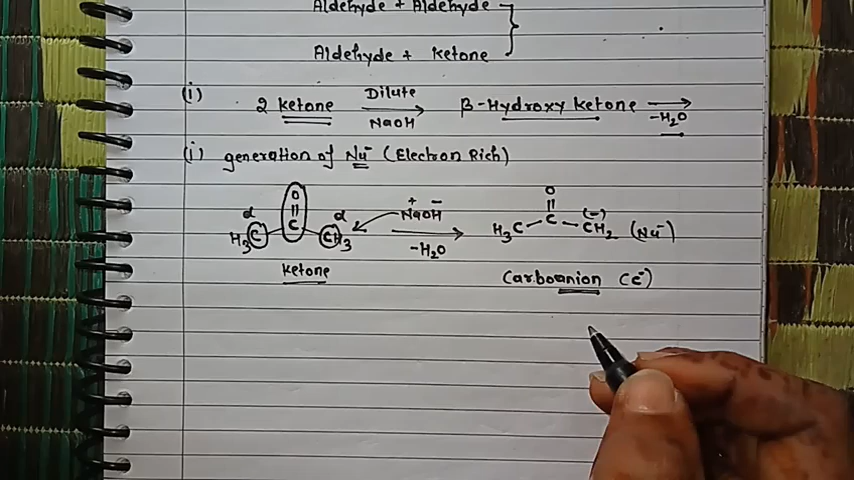 Aldehyde + Aldehyde
Aldehyde + Ketone
(i) 2 Ketone Dilute NaOH β-Hydroxy Ketone -H2O
(i) generation of Nu⁻ (Electron Rich)
O α α + −
|| NaOH O
H3C C CH3 -H2O ||
H3C C CH2 (−) (Nu⁻)
Ketone Carboanion (C⁻)